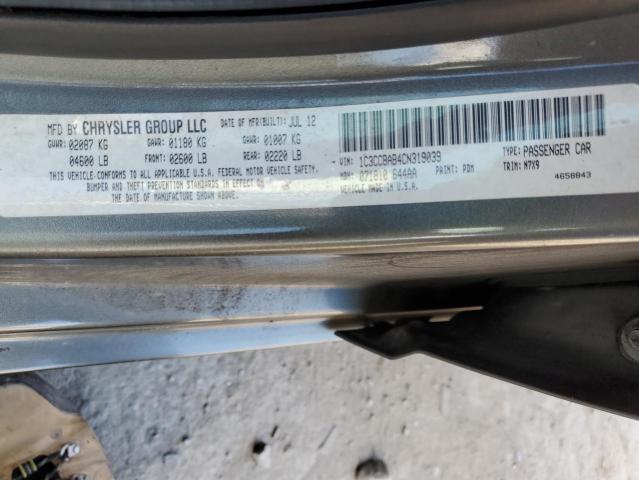 MFD BY CHRYSLER GROUP LLC DATE OF MFR(BUILT): JUL 12
GVWR: 02087 KG GAWR: 01180 KG GAWR: 01007 KG
04600 LB FRONT: 02600 LB REAR: 02220 LB
THIS VEHICLE CONFORMS TO ALL APPLICABLE FEDERAL MOTOR VEHICLE SAFETY,
BUMPER AND THEFT PREVENTION STANDARDS IN EFFECT ON
THE DATE OF MANUFACTURE SHOWN ABOVE.
VIN: 1C3CCBAB4CN319039 TYPE: PASSENGER CAR
MDH: 071810 644AA PAINT: PDM TRIM: M7X9
MADE IN U.S.A. 4658843